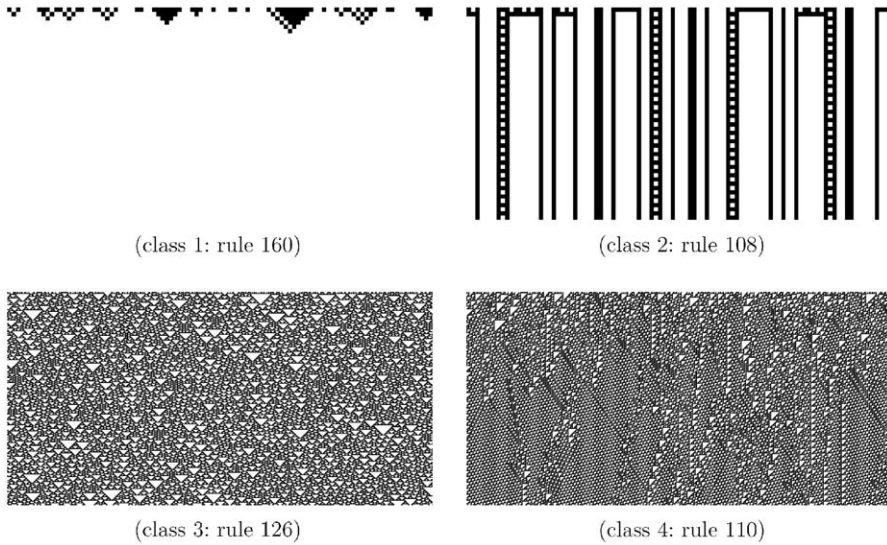 (class 1: rule 160)
(class 2: rule 108)
(class 3: rule 126)
(class 4: rule 110)